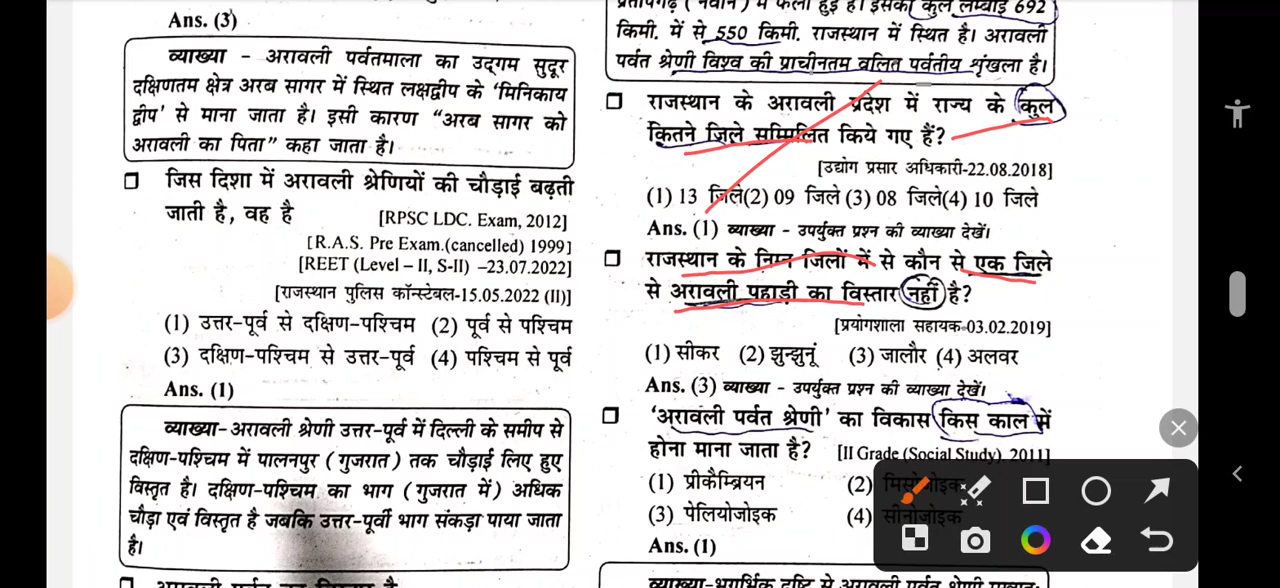 Ans. (3)
व्याख्या - अरावली पर्वतमाला का उद्गम सुदूर
दक्षिणतम क्षेत्र अरब सागर में स्थित लक्षद्वीप के 'मिनिकाय
द्वीप' से माना जाता है। इसी कारण "अरब सागर को
अरावली का पिता" कहा जाता है।
जिस दिशा में अरावली श्रेणियों की चौड़ाई बढ़ती
जाती है, वह है [RPSC LDC. Exam, 2012]
[R.A.S. Pre Exam.(cancelled) 1999]
[REET (Level – II, S-II) –23.07.2022]
[राजस्थान पुलिस कॉन्स्टेबल-15.05.2022 (II)]
(1) उत्तर-पूर्व से दक्षिण-पश्चिम (2) पूर्व से पश्चिम
(3) दक्षिण-पश्चिम से उत्तर-पूर्व (4) पश्चिम से पूर्व
Ans. (1)
व्याख्या-अरावली श्रेणी उत्तर-पूर्व में दिल्ली के समीप से
दक्षिण-पश्चिम में पालनपुर (गुजरात) तक चौड़ाई लिए हुए
विस्तृत है। दक्षिण-पश्चिम का भाग (गुजरात में) अधिक
चौड़ा एवं विस्तृत है जबकि उत्तर-पूर्वी भाग संकड़ा पाया जाता
है।
में फैली हुई है। इसकी कुल लम्बाई 692
किमी. में से 550 किमी. राजस्थान में स्थित है। अरावली
पर्वत श्रेणी विश्व की प्राचीनतम वलित पर्वतीय शृंखला है।
राजस्थान के अरावली प्रदेश में राज्य के कुल
कितने जिले सम्मिलित किये गए हैं?
[उद्योग प्रसार अधिकारी-22.08.2018]
(1) 13 जिले(2) 09 जिले (3) 08 जिले(4) 10 जिले
Ans. (1) व्याख्या - उपर्युक्त प्रश्न की व्याख्या देखें।
राजस्थान के निम्न जिलों में से कौन से एक जिले
से अरावली पहाड़ी का विस्तार नहीं है?
[प्रयोगशाला सहायक-03.02.2019]
(1) सीकर (2) झुन्झुनूं (3) जालौर (4) अलवर
Ans. (3) व्याख्या - उपर्युक्त प्रश्न की व्याख्या देखें।
'अरावली पर्वत श्रेणी' का विकास किस काल में
होना माना जाता है? [II Grade (Social Study) 2011]
(1) प्रीकैम्ब्रियन (2)
(3) पेलियोजोइक (4) सीनोजोइक
Ans. (1)